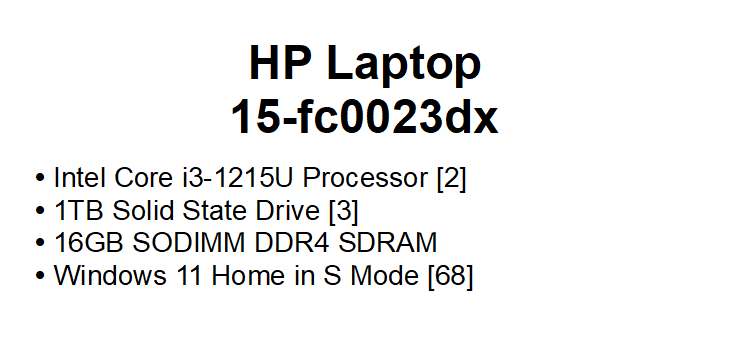 HP Laptop
15-fc0023dx
• Intel Core i3-1215U Processor [2]
• 1TB Solid State Drive [3]
• 16GB SODIMM DDR4 SDRAM
• Windows 11 Home in S Mode [68]